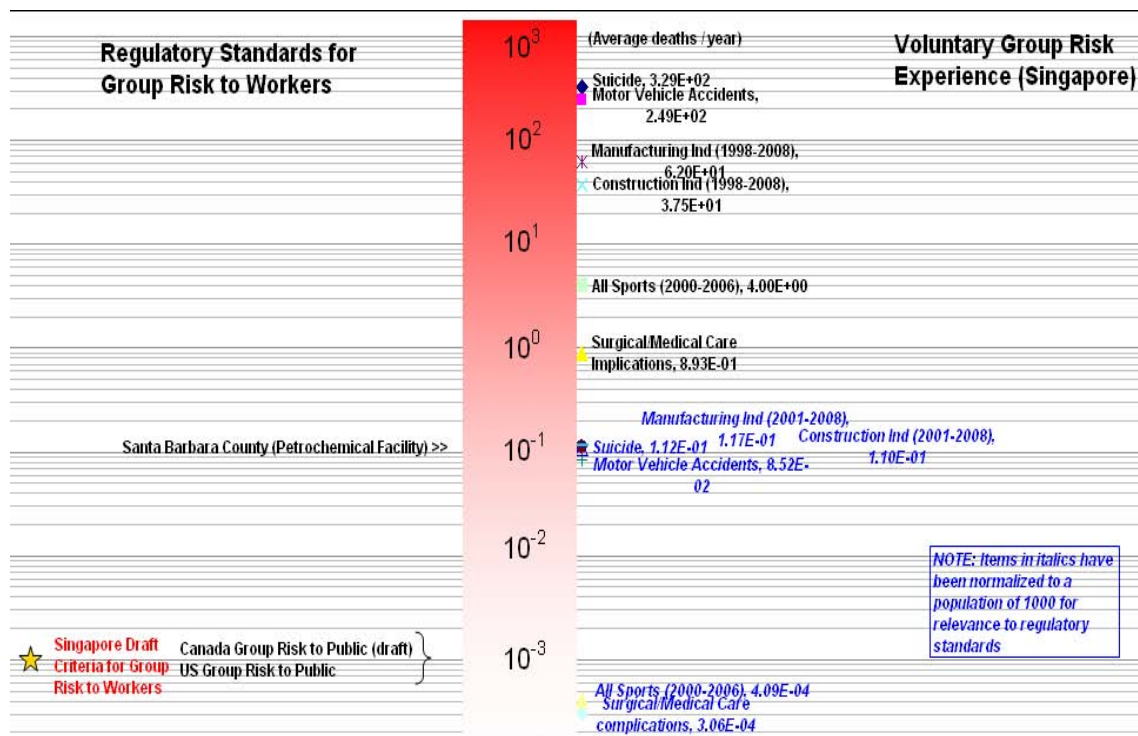 Regulatory Standards for
Group Risk to Workers
10³
(Average deaths / year)
Voluntary Group Risk
Experience (Singapore)
Suicide, 3.29E+02
Motor Vehicle Accidents,
2.49E+02
10²
Manufacturing Ind (1998-2008),
6.20E+01
Construction Ind (1998-2008),
3.75E+01
10¹
All Sports (2000-2006), 4.00E+00
10⁰
Surgical/Medical Care
Implications, 8.93E-01
Manufacturing Ind (2001-2008),
1.17E-01
Construction Ind (2001-2008),
1.10E-01
Santa Barbara County (Petrochemical Facility) >>
10⁻¹
Suicide, 1.12E-01
Motor Vehicle Accidents, 8.52E-
02
10⁻²
NOTE: Items in italics have
been normalized to a
population of 1000 for
relevance to regulatory
standards
Singapore Draft
Criteria for Group
Risk to Workers
Canada Group Risk to Public (draft)
US Group Risk to Public
10⁻³
All Sports (2000-2006), 4.09E-04
Surgical/Medical Care
complications, 3.06E-04